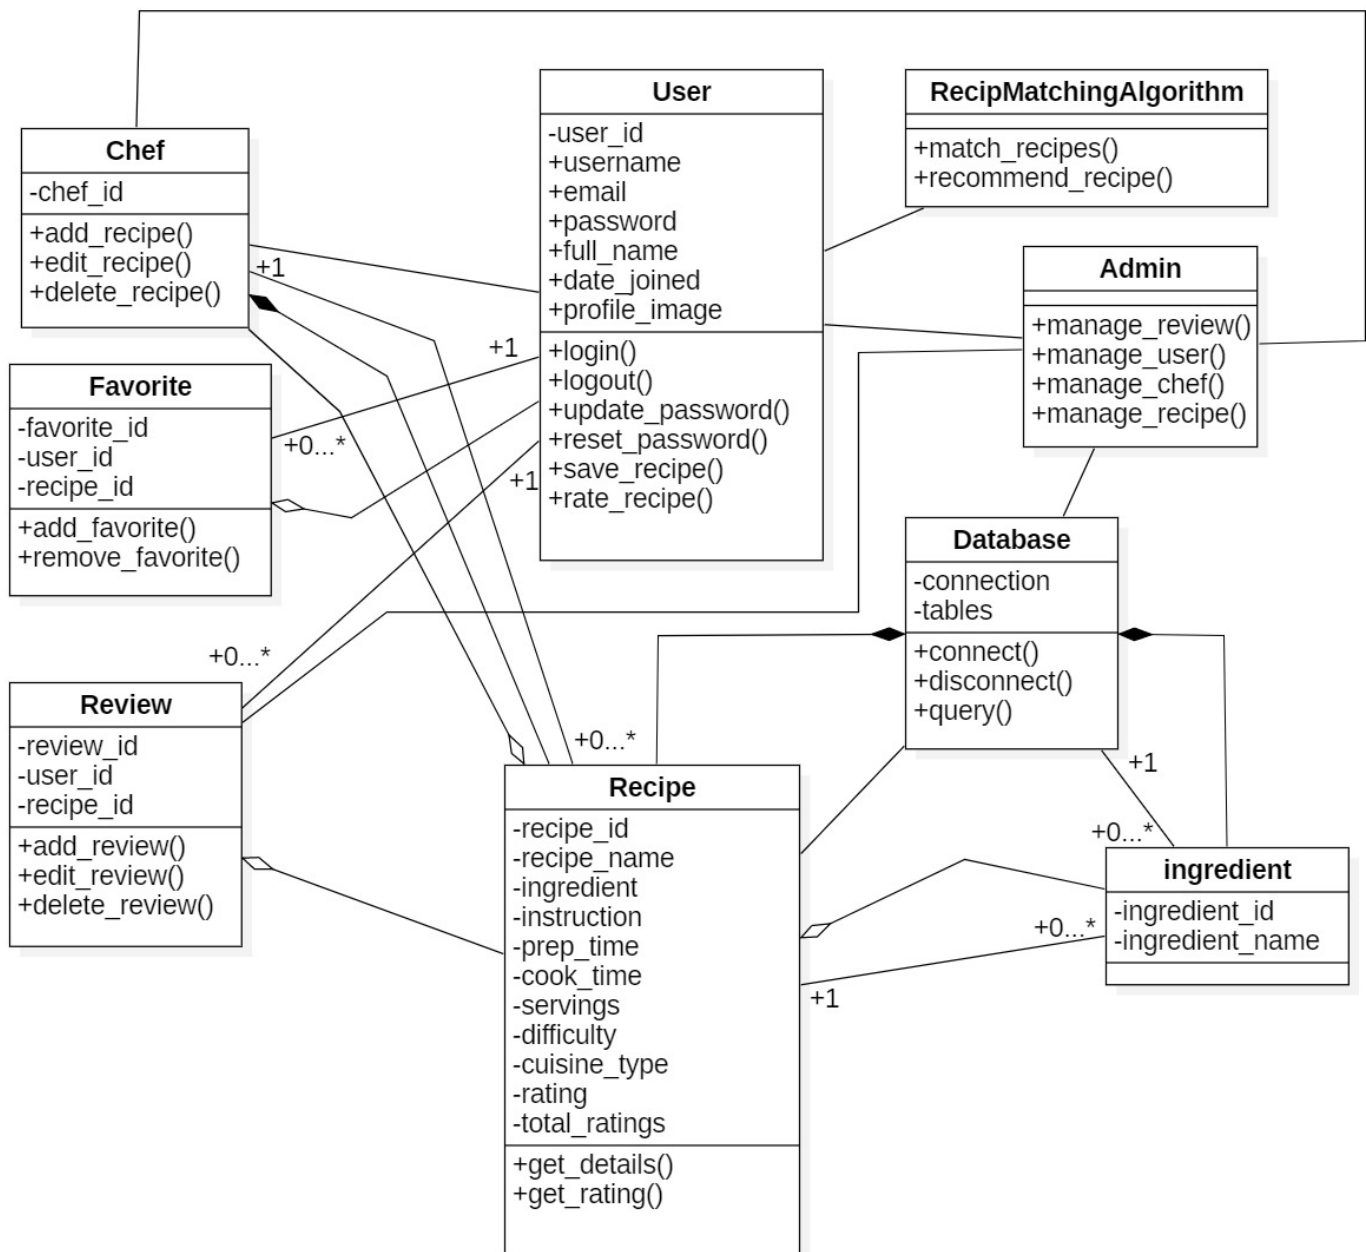 Chef
-chef_id
+add_recipe()
+edit_recipe()
+delete_recipe()
+1
User
-user_id
+username
+email
+password
+full_name
+date_joined
+profile_image
+login()
+logout()
+update_password()
+reset_password()
+save_recipe()
+rate_recipe()
RecipMatchingAlgorithm
+match_recipes()
+recommend_recipe()
Admin
+manage_review()
+manage_user()
+manage_chef()
+manage_recipe()
+1
Favorite
-favorite_id
-user_id
-recipe_id
+add_favorite()
+remove_favorite()
+0...*
+1
Database
-connection
-tables
+connect()
+disconnect()
+query()
+0...*
Review
-review_id
-user_id
-recipe_id
+add_review()
+edit_review()
+delete_review()
+0...*
+1
+0...*
Recipe
-recipe_id
-recipe_name
-ingredient
-instruction
-prep_time
-cook_time
-servings
-difficulty
-cuisine_type
-rating
-total_ratings
+get_details()
+get_rating()
ingredient
-ingredient_id
-ingredient_name
+0...*
+1